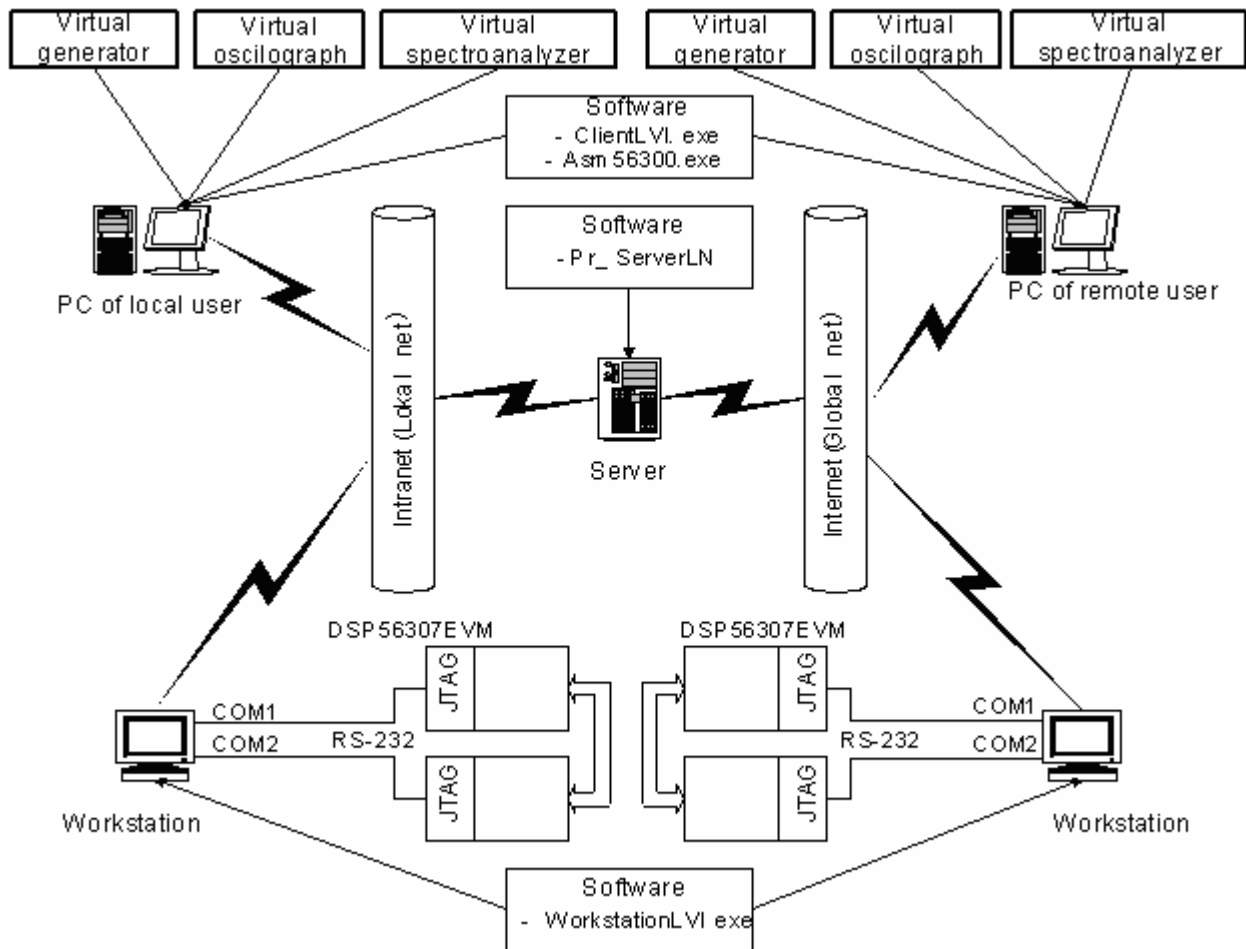 Virtual
generator
Virtual
oscilograph
Virtual
spectroanalyzer
Virtual
generator
Virtual
oscilograph
Virtual
spectroanalyzer
Software
- ClientLVI. exe
- Asm 56300.exe
Software
- Pr_ ServerLN
PC of local user
PC of remote user
Intranet (Lokal net)
Internet (Global net)
Server
DSP56307EVM
DSP56307EVM
JTAG
JTAG
COM1
COM2
RS-232
JTAG
JTAG
COM1
COM2
RS-232
Workstation
Workstation
Software
- WorkstationLVI exe